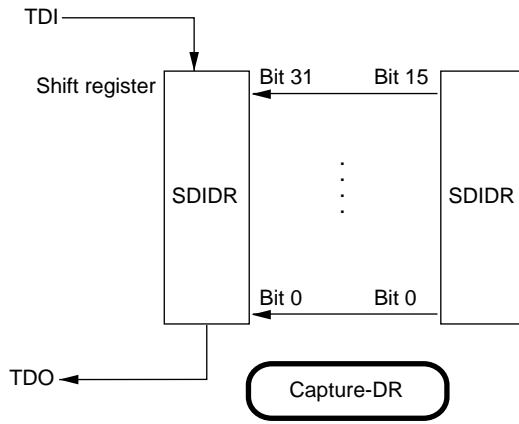 TDI
Shift register
Bit 31 Bit 15
SDIDR SDIDR
Bit 0 Bit 0
TDO
Capture-DR